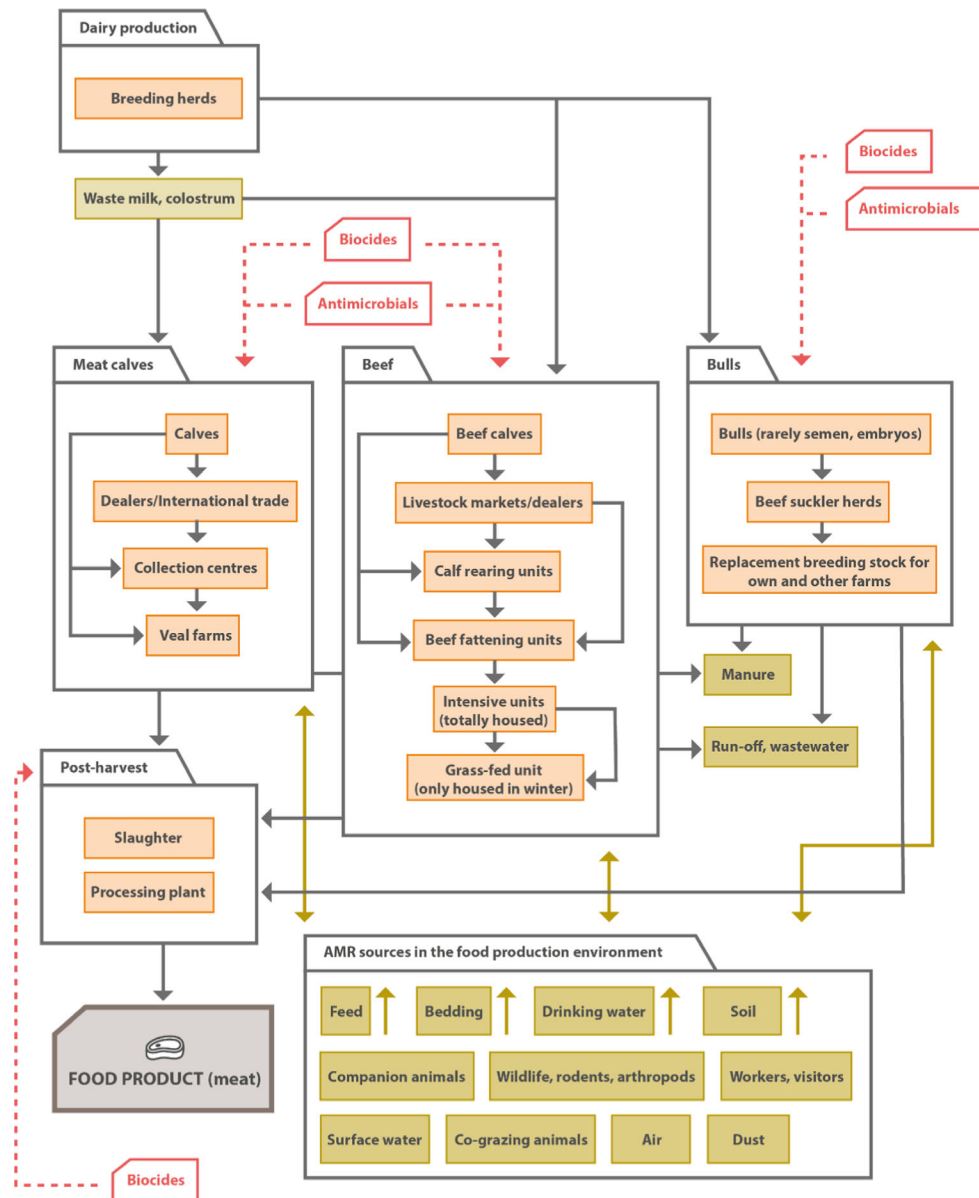 Dairy production
Breeding herds
Waste milk, colostrum
Biocides
Antimicrobials
Biocides
Antimicrobials
Meat calves
Calves
Dealers/International trade
Collection centres
Veal farms
Beef
Beef calves
Livestock markets/dealers
Calf rearing units
Beef fattening units
Intensive units
(totally housed)
Grass-fed unit
(only housed in winter)
Bulls
Bulls (rarely semen, embryos)
Beef suckler herds
Replacement breeding stock for
own and other farms
Manure
Run-off, wastewater
Post-harvest
Slaughter
Processing plant
FOOD PRODUCT (meat)
Biocides
AMR sources in the food production environment
Feed
Bedding
Drinking water
Soil
Companion animals
Wildlife, rodents, arthropods
Workers, visitors
Surface water
Co-grazing animals
Air
Dust